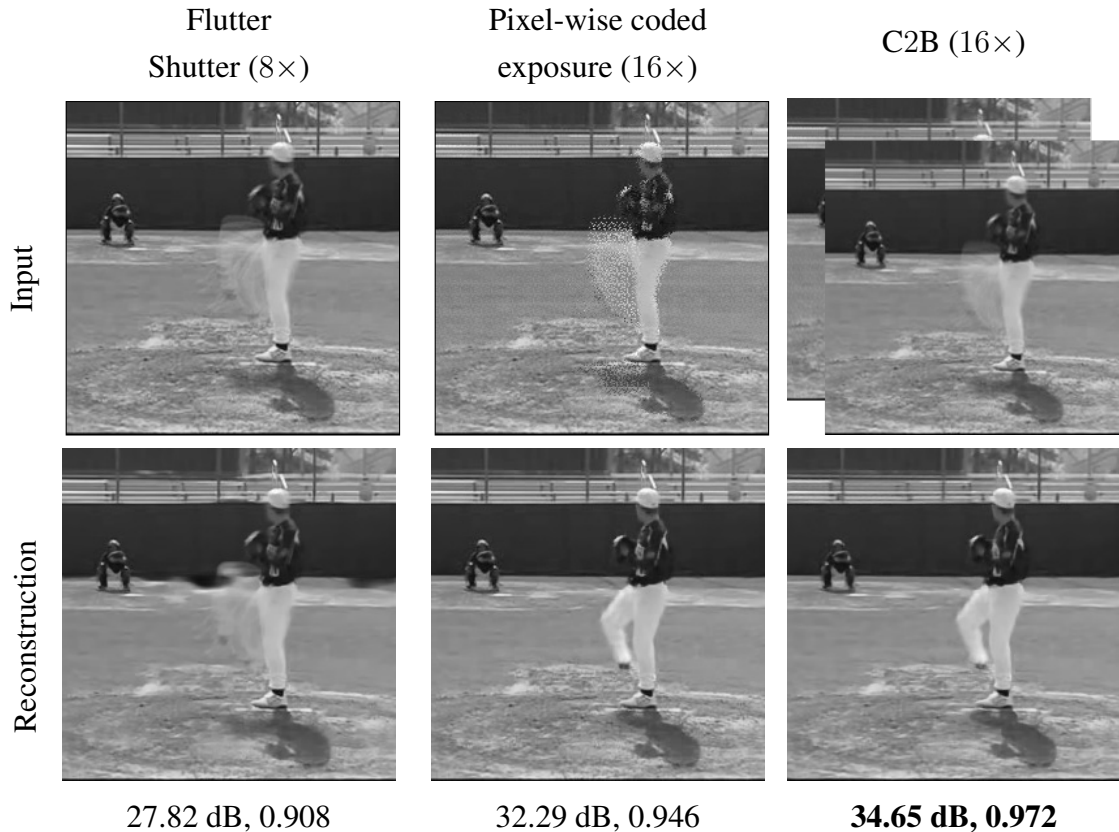 Flutter
Shutter (8×)
Pixel-wise coded
exposure (16×)
C2B (16×)
Input
Reconstruction
27.82 dB, 0.908
32.29 dB, 0.946
34.65 dB, 0.972